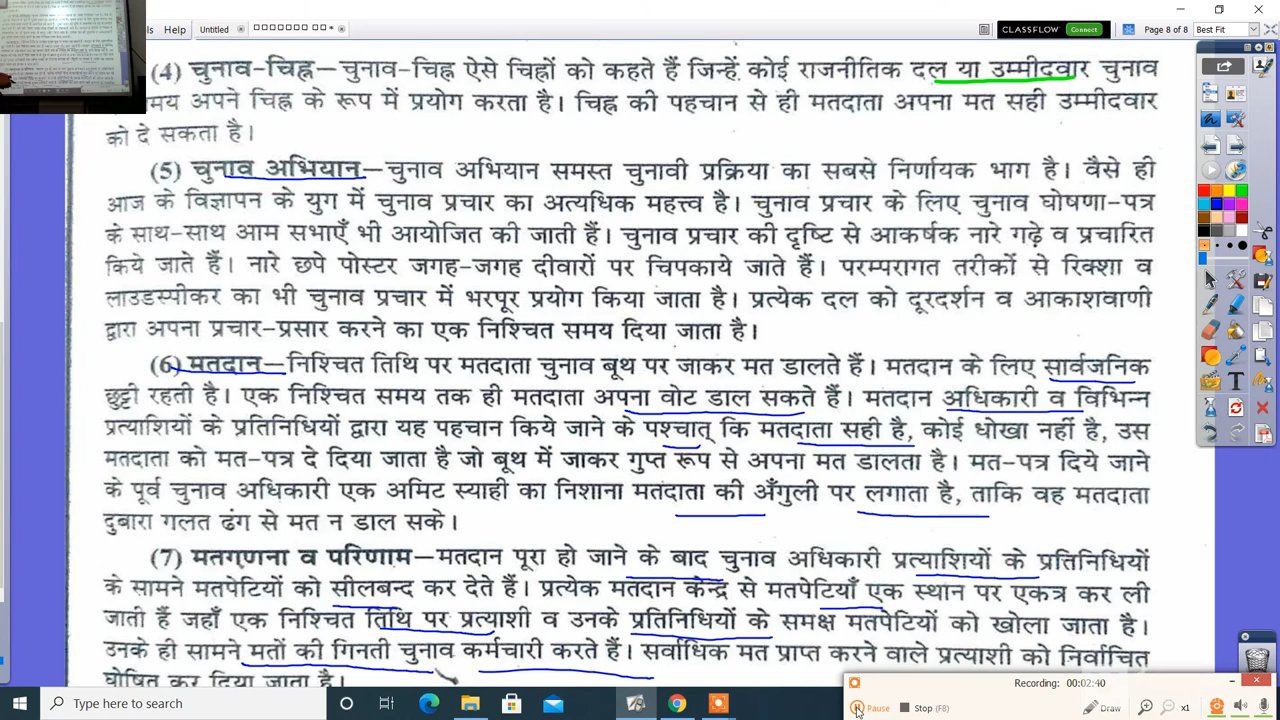 ls Help Untitled × × CLASSFLOW Connect Page 8 of 8 Best Fit
(4) चुनाव-चिह्न—चुनाव-चिह्न उन चिह्नों को कहते हैं जिन्हें कोई राजनीतिक दल या उम्मीदवार चुनाव
समय अपने चिह्न के रूप में प्रयोग करता है। चिह्न की पहचान से ही मतदाता अपना मत सही उम्मीदवार
को दे सकता है।
(5) चुनाव अभियान—चुनाव अभियान समस्त चुनावी प्रक्रिया का सबसे निर्णायक भाग है। वैसे ही
आज के विज्ञापन के युग में चुनाव प्रचार का अत्यधिक महत्त्व है। चुनाव प्रचार के लिए चुनाव घोषणा-पत्र
के साथ-साथ आम सभाएँ भी आयोजित की जाती हैं। चुनाव प्रचार की दृष्टि से आकर्षक नारे गढ़े व प्रचारित
किये जाते हैं। नारे छपे पोस्टर जगह-जगह दीवारों पर चिपकाये जाते हैं। परम्परागत तरीकों से रिक्शा व
लाउडस्पीकर का भी चुनाव प्रचार में भरपूर प्रयोग किया जाता है। प्रत्येक दल को दूरदर्शन व आकाशवाणी
द्वारा अपना प्रचार-प्रसार करने का एक निश्चित समय दिया जाता है।
(6) मतदान—निश्चित तिथि पर मतदाता चुनाव बूथ पर जाकर मत डालते हैं। मतदान के लिए सार्वजनिक
छुट्टी रहती है। एक निश्चित समय तक ही मतदाता अपना वोट डाल सकते हैं। मतदान अधिकारी व विभिन्न
प्रत्याशियों के प्रतिनिधियों द्वारा यह पहचान किये जाने के पश्चात् कि मतदाता सही है, कोई धोखा नहीं है, उस
मतदाता को मत-पत्र दे दिया जाता है जो बूथ में जाकर गुप्त रूप से अपना मत डालता है। मत-पत्र दिये जाने
के पूर्व चुनाव अधिकारी एक अमिट स्याही का निशाना मतदाता की अँगुली पर लगाता है, ताकि वह मतदाता
दुबारा गलत ढंग से मत न डाल सके।
(7) मतगणना व परिणाम—मतदान पूरा हो जाने के बाद चुनाव अधिकारी प्रत्याशियों के प्रतिनिधियों
के सामने मतपेटियों को सीलबन्द कर देते हैं। प्रत्येक मतदान केन्द्र से मतपेटियाँ एक स्थान पर एकत्र कर ली
जाती हैं जहाँ एक निश्चित तिथि पर प्रत्याशी व उनके प्रतिनिधियों के समक्ष मतपेटियों को खोला जाता है।
उनके ही सामने मतों की गिनती चुनाव कर्मचारी करते हैं। सर्वाधिक मत प्राप्त करने वाले प्रत्याशी को निर्वाचित
घोषित कर दिया जाता है।
Recording: 00:02:40
Pause Stop (F8) Draw x1
Type here to search